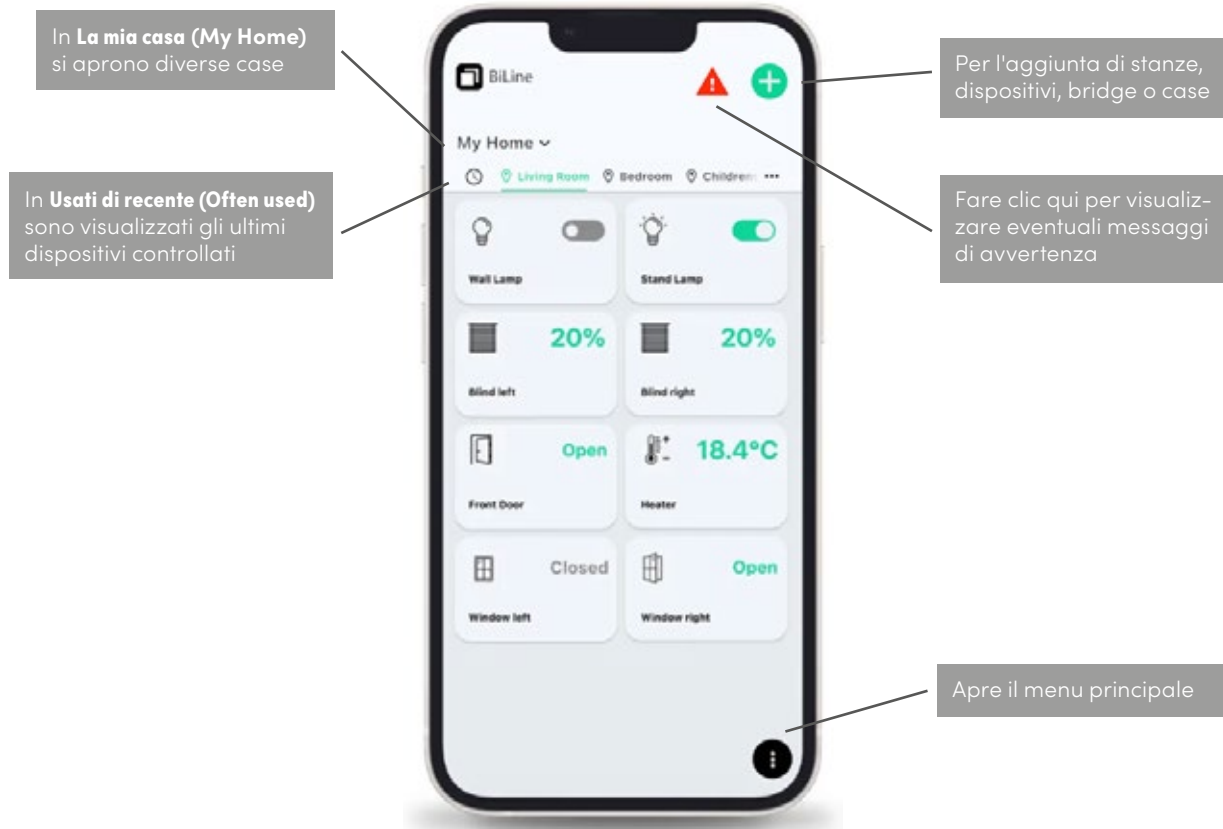 In La mia casa (My Home)
si aprono diverse case
In Usati di recente (Often used)
sono visualizzati gli ultimi
dispositivi controllati
BiLine
My Home
Living Room Bedroom Children
Wall Lamp Stand Lamp
20% 20%
Blind left Blind right
Open 18.4°C
Front Door Heater
Closed Open
Window left Window right
Per l'aggiunta di stanze,
dispositivi, bridge o case
Fare clic qui per visualiz-
zare eventuali messaggi
di avvertenza
Apre il menu principale